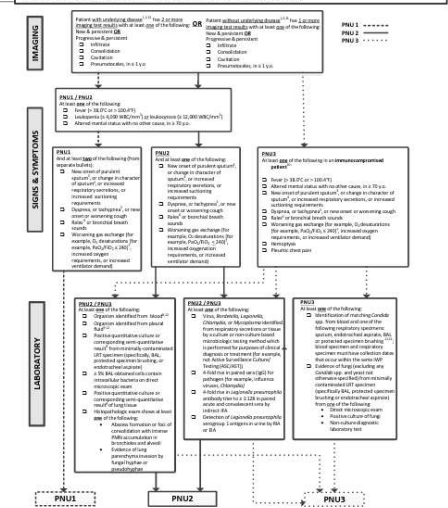 Patient with underlying disease has 2 or more
imaging test results with at least one of the following:
New & persistent OR
Progressive & persistent
Infiltrate
Consolidation
Cavitation
Pneumatoceles, in ≤ 1 y.o.
OR
Patient without underlying disease has 1 or more
imaging test results with at least one of the following:
New & persistent OR
Progressive & persistent
Infiltrate
Consolidation
Cavitation
Pneumatoceles, in ≤ 1 y.o.
PNU 1
PNU 2
PNU 3
IMAGING
SIGNS & SYMPTOMS
PNU1 / PNU2
At least one of the following:
Fever (> 38.0°C or > 100.4°F)
Leukopenia (≤ 4,000 WBC/mm³) or leukocytosis (≥ 12,000 WBC/mm³)
Altered mental status with no other cause, in ≥ 70 y.o.
PNU1
And at least two of the following (from
separate bullets):
New onset of purulent
sputum, or change in character
of sputum, or increased
respiratory secretions, or
increased suctioning
requirements
Dyspnea, or tachypnea, or new
onset or worsening cough
Rales or bronchial breath
sounds
Worsening gas exchange (for
example, O₂ desaturations [for
example, PaO₂/FiO₂ ≤ 240],
increased oxygen
requirements, or increased
ventilator demand)
PNU2
At least one of the following:
New onset of purulent sputum,
or change in character of
sputum, or increased
respiratory secretions, or
increased suctioning
requirements
Dyspnea, or tachypnea, or new
onset or worsening cough
Rales or bronchial breath
sounds
Worsening gas exchange (for
example, O₂ desaturations [for
example, PaO₂/FiO₂ ≤ 240],
increased oxygenation
requirements, or increased
ventilator demand)
PNU3
At least one of the following in an immunocompromised
patient
Fever (> 38.0°C or > 100.4°F)
Altered mental status with no other cause, in ≥ 70 y.o.
New onset of purulent sputum, or change in character of
sputum, or increased respiratory secretions, or increased
suctioning requirements
Dyspnea, or tachypnea, or new onset or worsening cough
Rales or bronchial breath sounds
Worsening gas exchange (for example, O₂ desaturations [for
example, PaO₂/FiO₂ ≤ 240], increased oxygen
requirements, or increased ventilator demand)
Hemoptysis
Pleuritic chest pain
LABORATORY
PNU2 / PNU3
At least one of the following:
Organism identified from blood
Organism identified from pleural
fluid
Positive quantitative culture or
corresponding semi-quantitative
result from minimally-contaminated
LRT specimen (specifically, BAL,
protected specimen brushing, or
endotracheal aspirate)
≥ 5% BAL obtained cells contain
intracellular bacteria on direct
microscopic exam
Positive quantitative culture or
corresponding semi-quantitative
result of lung tissue
Histopathologic exam shows at least
one of the following:
Abscess formation or foci of
consolidation with intense
PMN accumulation in
bronchioles and alveoli
Evidence of lung
parenchyma invasion by
fungal hyphae or
pseudohyphae
PNU2 / PNU3
At least one of the following:
Virus, Bordetella, Legionella,
Chlamydia, or Mycoplasma identified
from respiratory secretions or tissue
by a culture or non-culture based
microbiologic testing method which
is performed for purposes of clinical
diagnosis or treatment (for example,
not Active Surveillance Culture/
Testing (ASC/AST))
4-fold rise in paired sera (IgG) for
pathogen (for example, influenza
viruses, Chlamydia)
4-fold rise in Legionella pneumophila
antibody titer to ≥ 1:128 in paired
acute and convalescent sera by
indirect IFA
Detection of Legionella pneumophila
serogroup 1 antigens in urine by RIA
or EIA
PNU3
At least one of the following:
Identification of matching Candida
spp. from blood and one of the
following respiratory specimens:
sputum, endotracheal aspirate, BAL
or protected specimen brushing
blood specimen and respiratory
specimen must have collection dates
that occur within the same IWP
Evidence of fungi (excluding any
Candida spp. and yeast not
otherwise specified) from minimally
contaminated LRT specimen
(specifically BAL, protected specimen
brushing or endotracheal aspirate)
from one of the following:
Direct microscopic exam
Positive culture of fungi
Non-culture diagnostic
laboratory test
PNU1
PNU2
PNU3